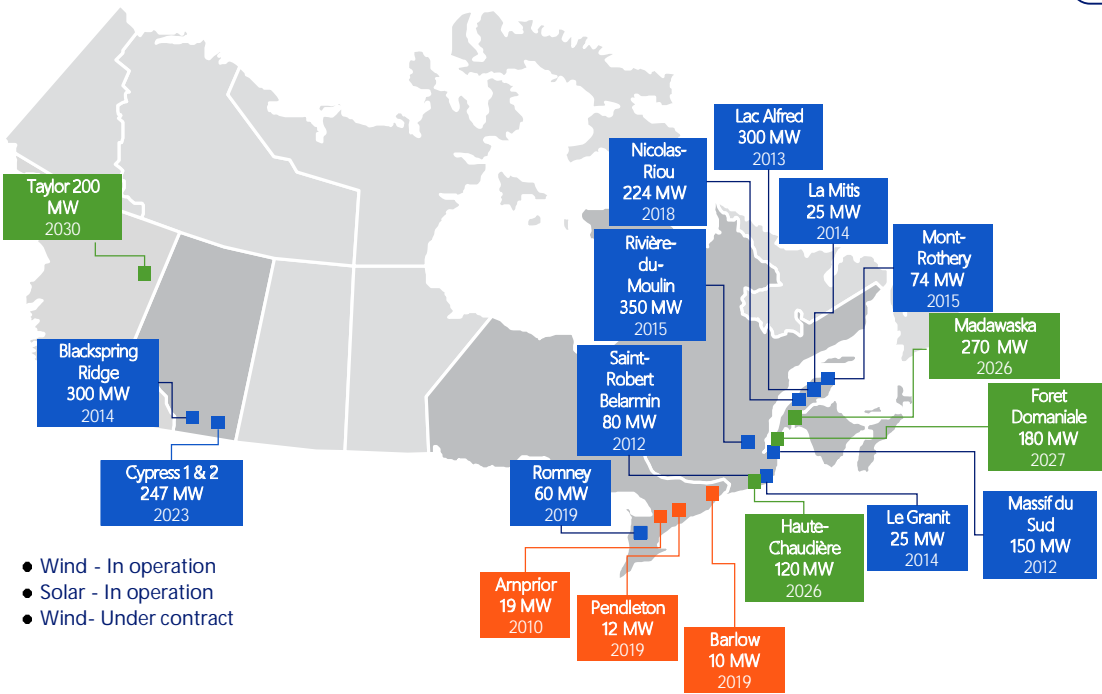 Lac Alfred
300 MW
2013
Nicolas-
Riou
224 MW
2018
La Mitis
25 MW
2014
Taylor 200
MW
2030
Rivière-
du-
Moulin
350 MW
2015
Mont-
Rothery
74 MW
2015
Madawaska
270 MW
2026
Blackspring
Ridge
300 MW
2014
Saint-
Robert
Belarmin
80 MW
2012
Foret
Domaniale
180 MW
2027
Cypress 1 & 2
247 MW
2023
Romney
60 MW
2019
Massif du
Sud
150 MW
2012
Le Granit
25 MW
2014
Haute-
Chaudière
120 MW
2026
Arnprior
19 MW
2010
Pendleton
12 MW
2019
Barlow
10 MW
2019
● Wind - In operation
● Solar - In operation
● Wind- Under contract